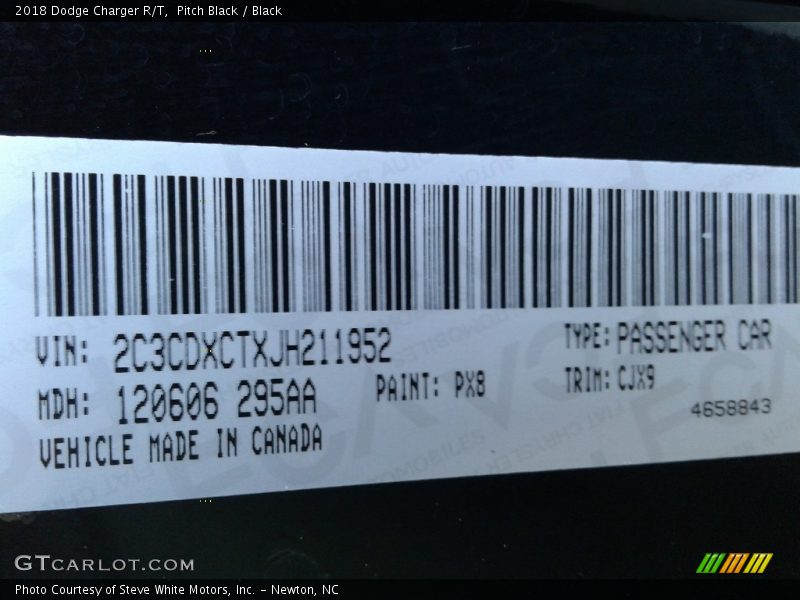 2018 Dodge Charger R/T, Pitch Black / Black
VIN: 2C3CDXCTXJH211952
TYPE: PASSENGER CAR
MDH: 120606 295AA
PAINT: PX8
TRIM: CJX9
4658843
VEHICLE MADE IN CANADA
GTCARLOT.COM
Photo Courtesy of Steve White Motors, Inc. – Newton, NC